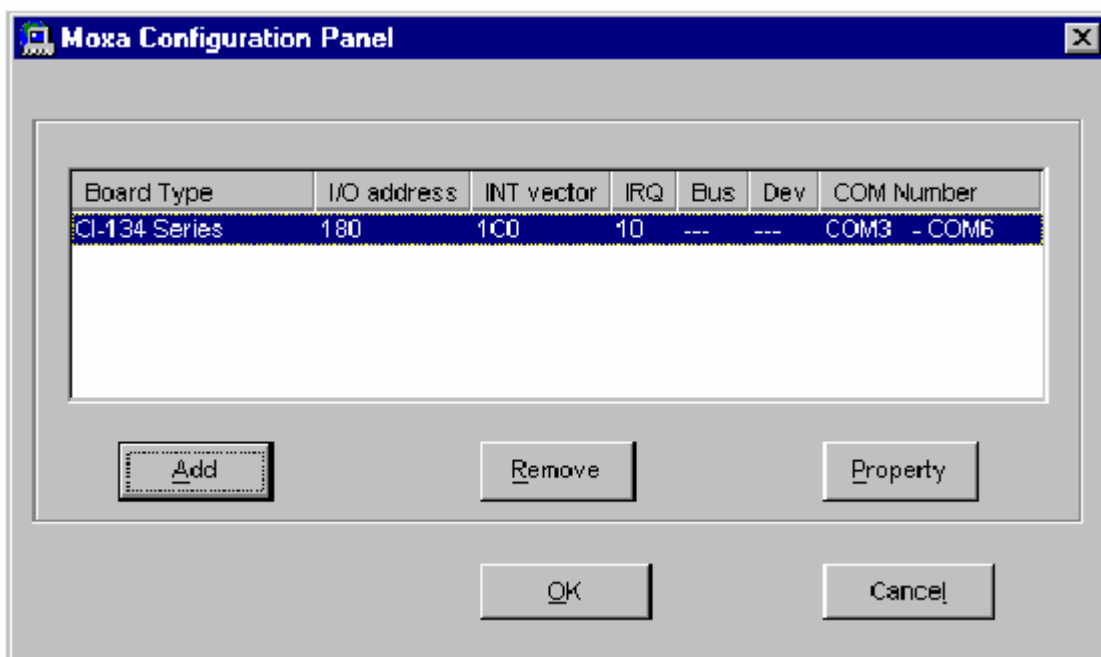 Moxa Configuration Panel
Board Type I/O address INT vector IRQ Bus Dev COM Number
CI-134 Series 180 1C0 10 --- --- COM3 - COM6
Add Remove Property
OK Cancel